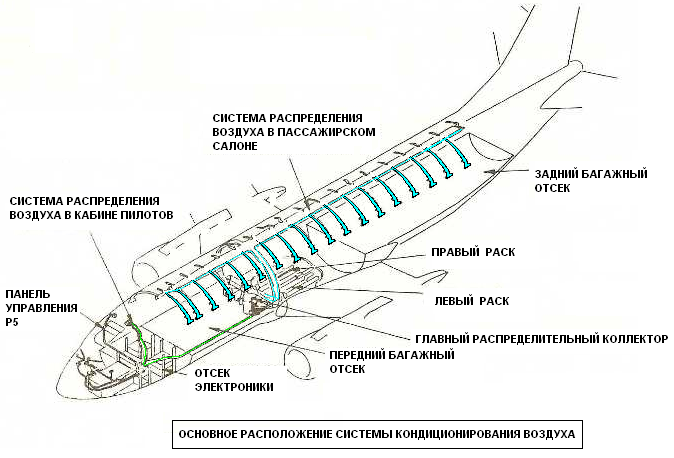 СИСТЕМА РАСПРЕДЕЛЕНИЯ
ВОЗДУХА В ПАССАЖИРСКОМ
САЛОНЕ
ЗАДНИЙ БАГАЖНЫЙ
ОТСЕК
СИСТЕМА РАСПРЕДЕЛЕНИЯ
ВОЗДУХА В КАБИНЕ ПИЛОТОВ
ПРАВЫЙ РАСК
ПАНЕЛЬ
УПРАВЛЕНИЯ
Р5
ЛЕВЫЙ РАСК
ГЛАВНЫЙ РАСПРЕДЕЛИТЕЛЬНЫЙ КОЛЛЕКТОР
ПЕРЕДНИЙ БАГАЖНЫЙ
ОТСЕК
ОТСЕК
ЭЛЕКТРОНИКИ
ОСНОВНОЕ РАСПОЛОЖЕНИЕ СИСТЕМЫ КОНДИЦИОНИРОВАНИЯ ВОЗДУХА